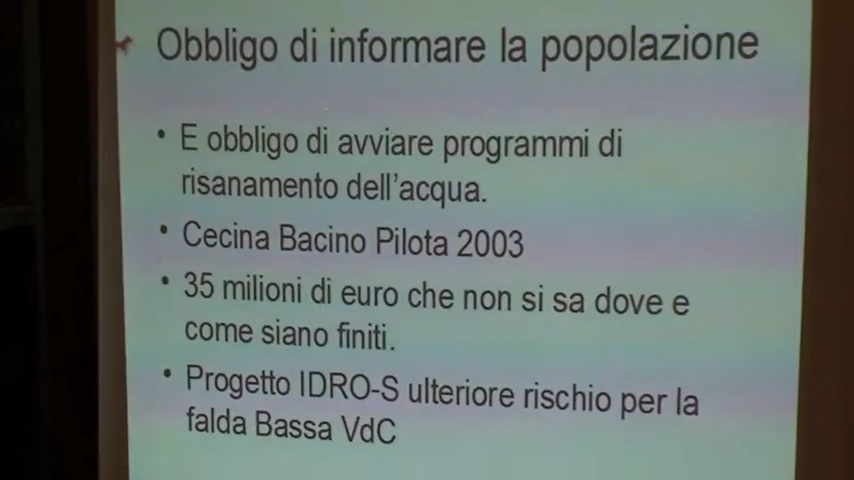 Obbligo di informare la popolazione
• E obbligo di avviare programmi di
risanamento dell'acqua.
• Cecina Bacino Pilota 2003
• 35 milioni di euro che non si sa dove e
come siano finiti.
• Progetto IDRO-S ulteriore rischio per la
falda Bassa VdC